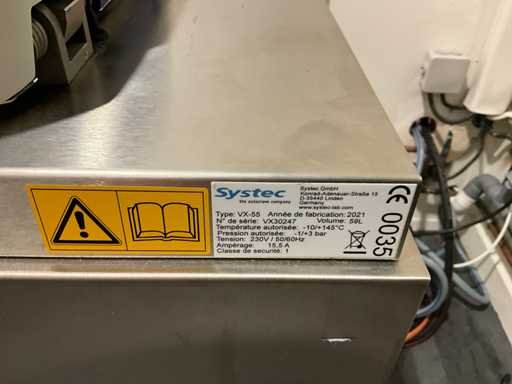 Systec
the autoclave company
Systec GmbH
Konrad-Adenauer-Straße 15
D-35440 Linden
Germany
www.systec-lab.com
Type: VX-55 Année de fabrication: 2021
N° de série: VX30247 Volume: 59L
Température autorisée: -10/+145°C
Pression autorisée: -1/+3 bar
Tension: 230V / 50/60Hz
Ampérage: 15,5 A
Classe de securité: 1
CE 0035